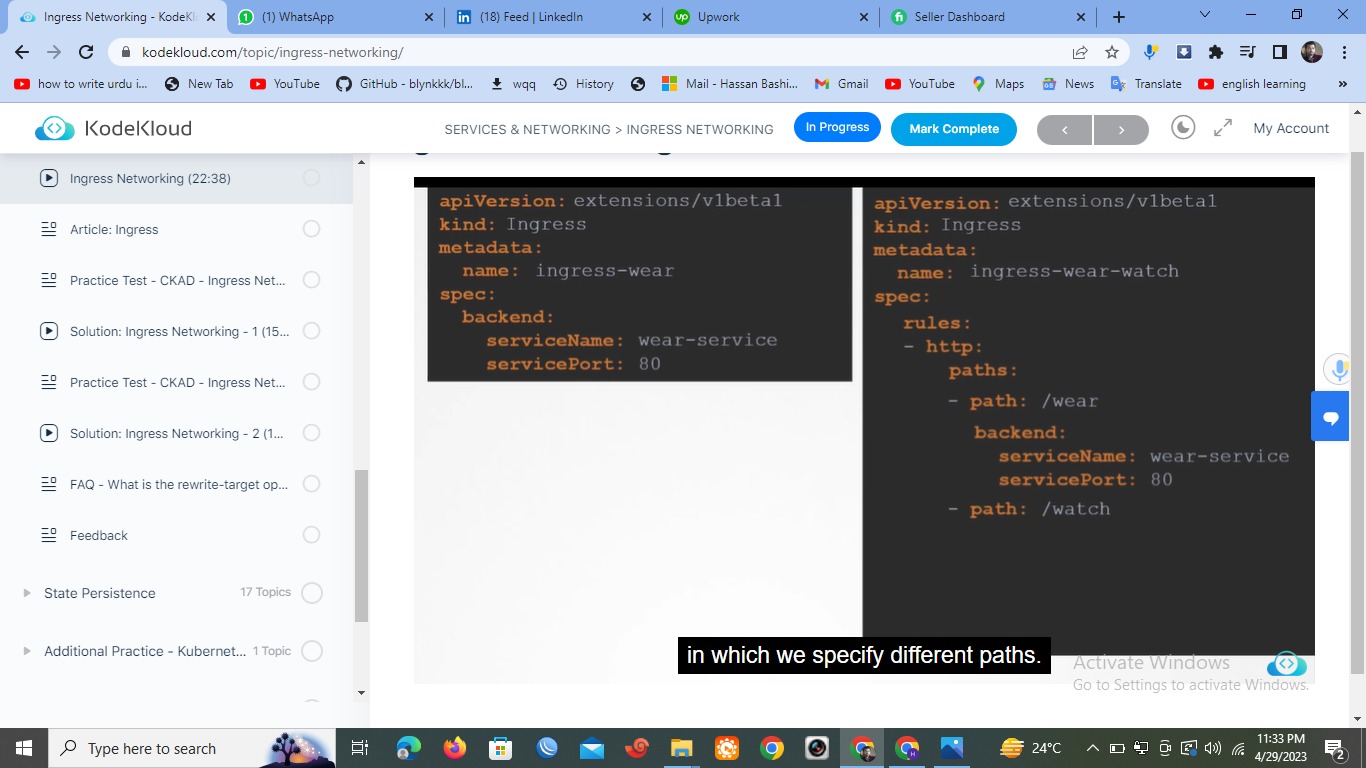 Ingress Networking - KodeKl
(1) WhatsApp
(18) Feed | LinkedIn
Upwork
Seller Dashboard
kodekloud.com/topic/ingress-networking/
how to write urdu i...
New Tab
YouTube
GitHub - blynkkk/bl...
wqq
History
Mail - Hassan Bashi...
Gmail
YouTube
Maps
News
Translate
english learning
KodeKloud
SERVICES & NETWORKING > INGRESS NETWORKING
In Progress
Mark Complete
My Account
Ingress Networking (22:38)
Article: Ingress
Practice Test - CKAD - Ingress Net...
Solution: Ingress Networking - 1 (15...
Practice Test - CKAD - Ingress Net...
Solution: Ingress Networking - 2 (1...
FAQ - What is the rewrite-target op...
Feedback
State Persistence 17 Topics
Additional Practice - Kubernet... 1 Topic
apiVersion: extensions/v1beta1
kind: Ingress
metadata:
name: ingress-wear
spec:
backend:
serviceName: wear-service
servicePort: 80
apiVersion: extensions/v1beta1
kind: Ingress
metadata:
name: ingress-wear-watch
spec:
rules:
- http:
paths:
- path: /wear
backend:
serviceName: wear-service
servicePort: 80
- path: /watch
in which we specify different paths.
Activate Windows
Go to Settings to activate Windows.
Type here to search
24°C
11:33 PM
4/29/2023
2